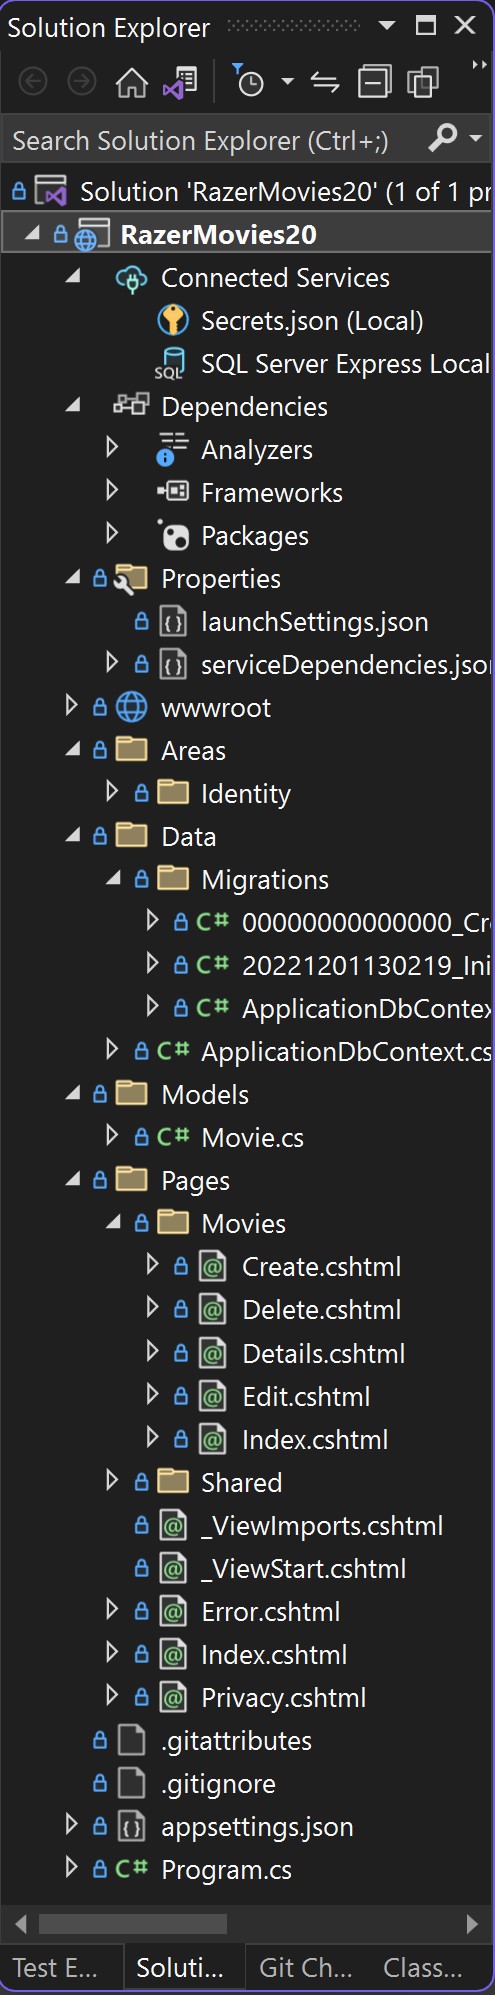 Solution Explorer
Search Solution Explorer (Ctrl+;)
Solution 'RazerMovies20' (1 of 1 pr
RazerMovies20
Connected Services
Secrets.json (Local)
SQL SQL Server Express Local
Dependencies
Analyzers
Frameworks
Packages
Properties
launchSettings.json
serviceDependencies.json
wwwroot
Areas
Identity
Data
Migrations
C# 00000000000000_Cr
C# 20221201130219_Ini
C# ApplicationDbContex
C# ApplicationDbContext.cs
Models
C# Movie.cs
Pages
Movies
@ Create.cshtml
@ Delete.cshtml
@ Details.cshtml
@ Edit.cshtml
@ Index.cshtml
Shared
@ _ViewImports.cshtml
@ _ViewStart.cshtml
@ Error.cshtml
@ Index.cshtml
@ Privacy.cshtml
.gitattributes
.gitignore
appsettings.json
C# Program.cs
Test E... Soluti... Git Ch... Class...